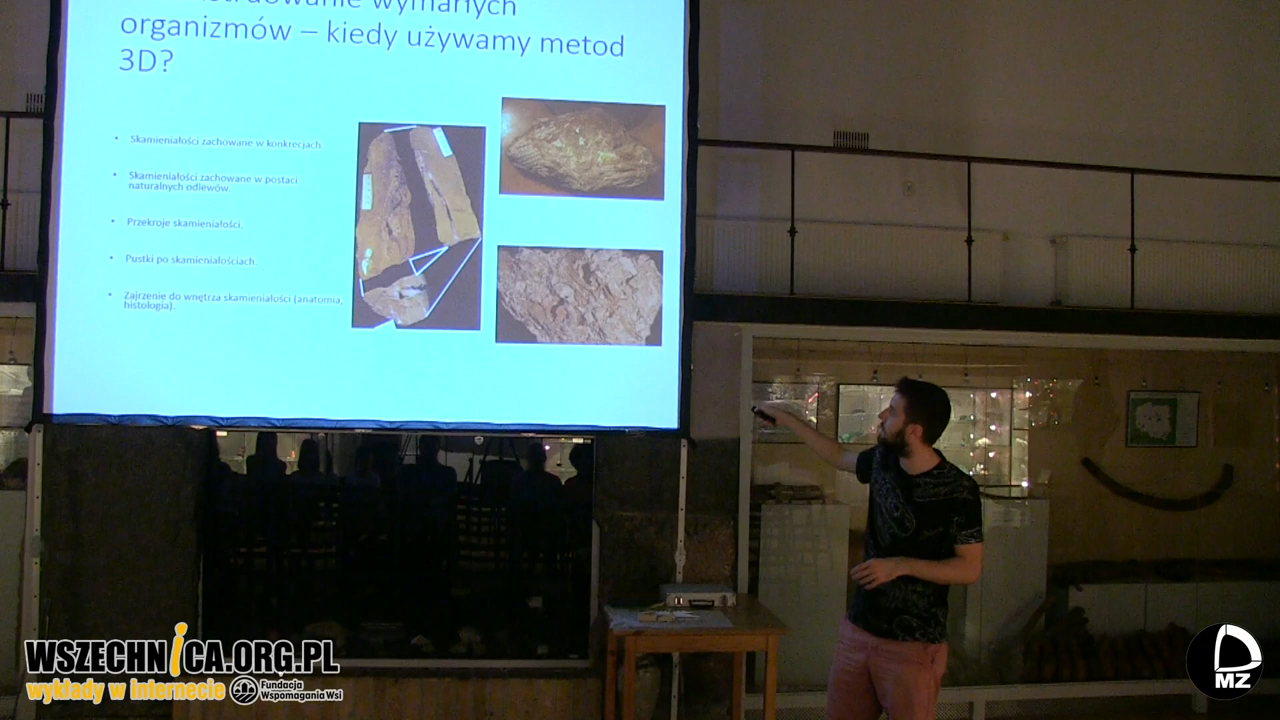 wymarłych
organizmów – kiedy używamy metod
3D?
• Skamieniałości zachowane w konkrecjach.
• Skamieniałości zachowane w postaci
naturalnych odlewów.
• Przekroje skamieniałości.
• Pustki po skamieniałościach.
• Zajrzenie do wnętrza skamieniałości (anatomia,
histologia).
WSZECHNICA.ORG.PL
wykłady w internecie
Fundacja
Wspomagania Wsi
MZ